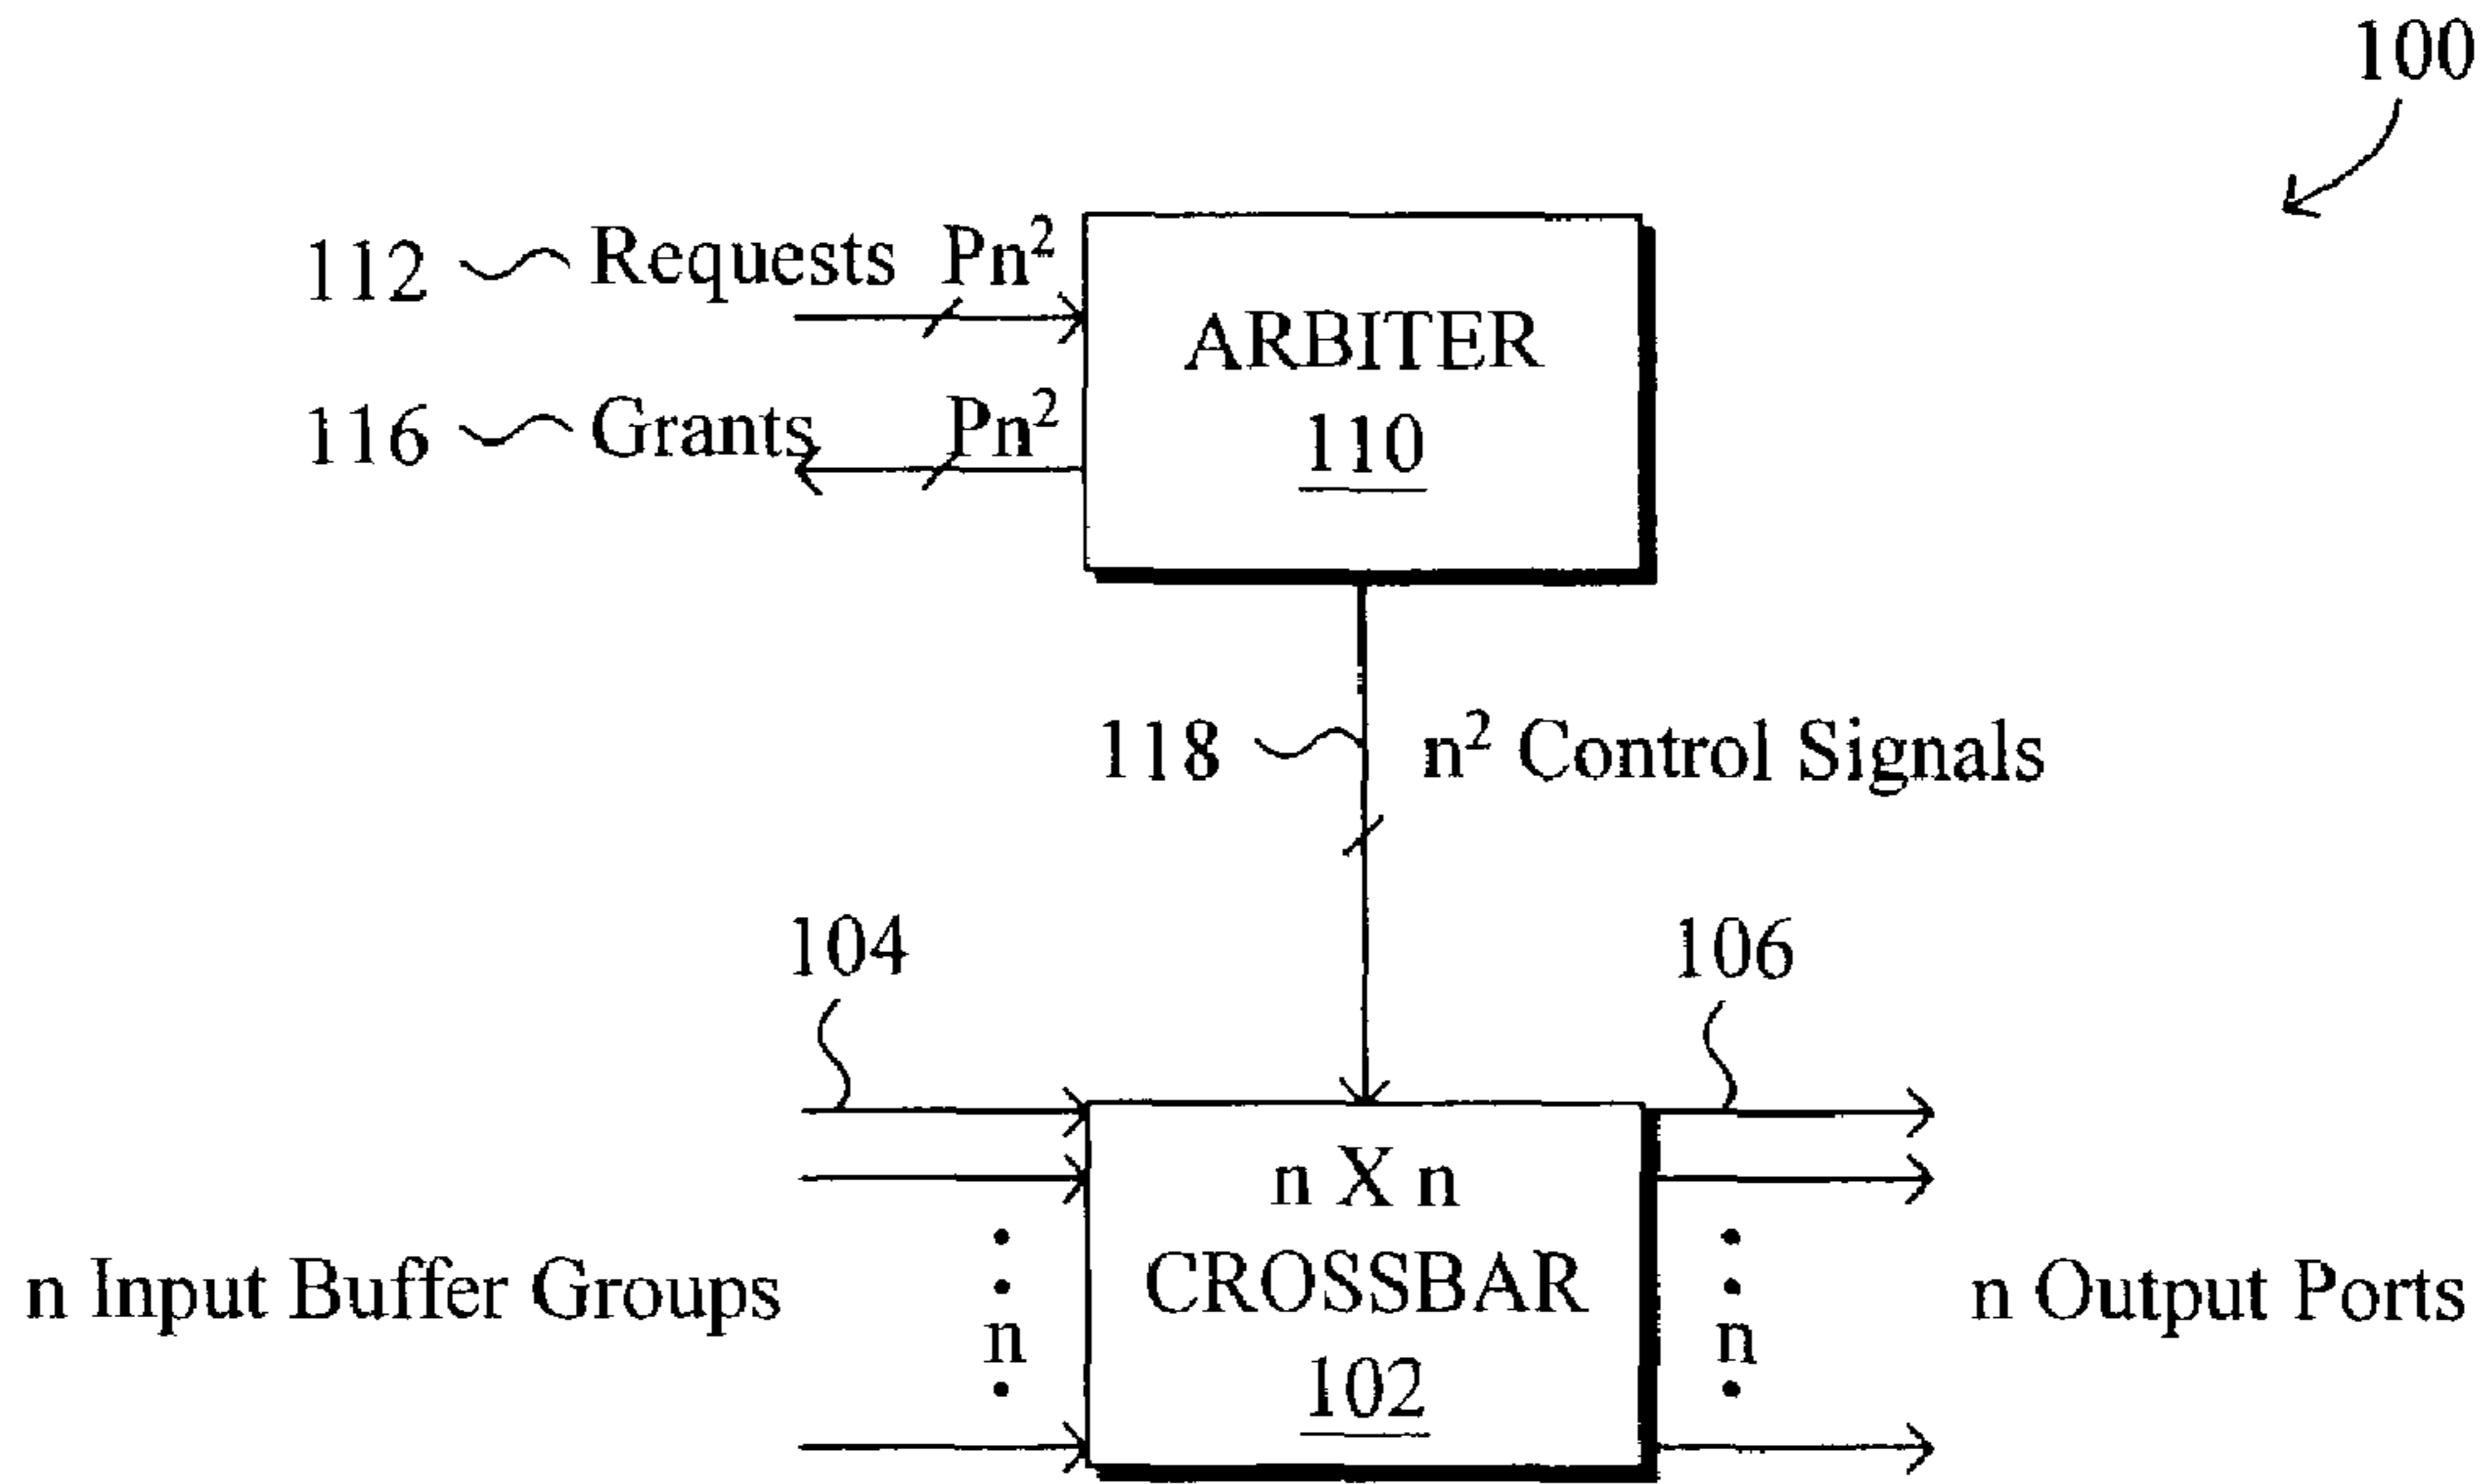 100
112 Requests Pn²
ARBITER
116 Grants Pn²
110
118 n² Control Signals
104
106
n X n
n Input Buffer Groups
CROSSBAR
n Output Ports
n
n
102